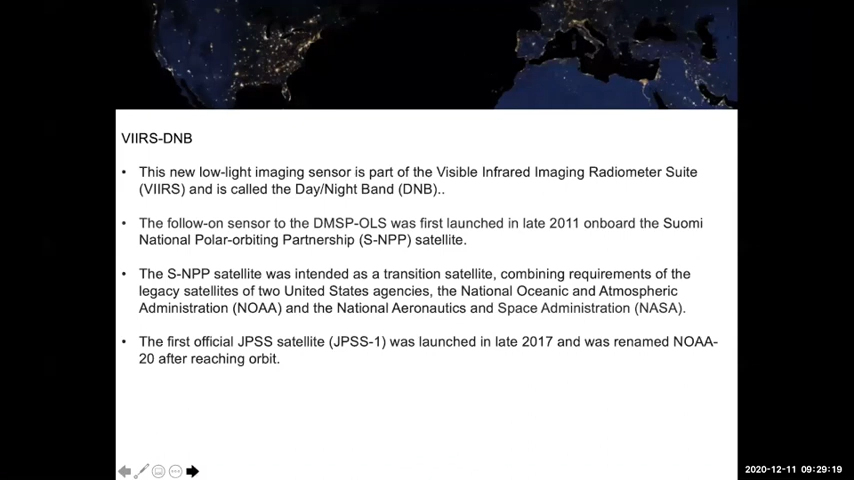 VIIRS-DNB
• This new low-light imaging sensor is part of the Visible Infrared Imaging Radiometer Suite
(VIIRS) and is called the Day/Night Band (DNB)..
• The follow-on sensor to the DMSP-OLS was first launched in late 2011 onboard the Suomi
National Polar-orbiting Partnership (S-NPP) satellite.
• The S-NPP satellite was intended as a transition satellite, combining requirements of the
legacy satellites of two United States agencies, the National Oceanic and Atmospheric
Administration (NOAA) and the National Aeronautics and Space Administration (NASA).
• The first official JPSS satellite (JPSS-1) was launched in late 2017 and was renamed NOAA-
20 after reaching orbit.
2020-12-11 09:29:19